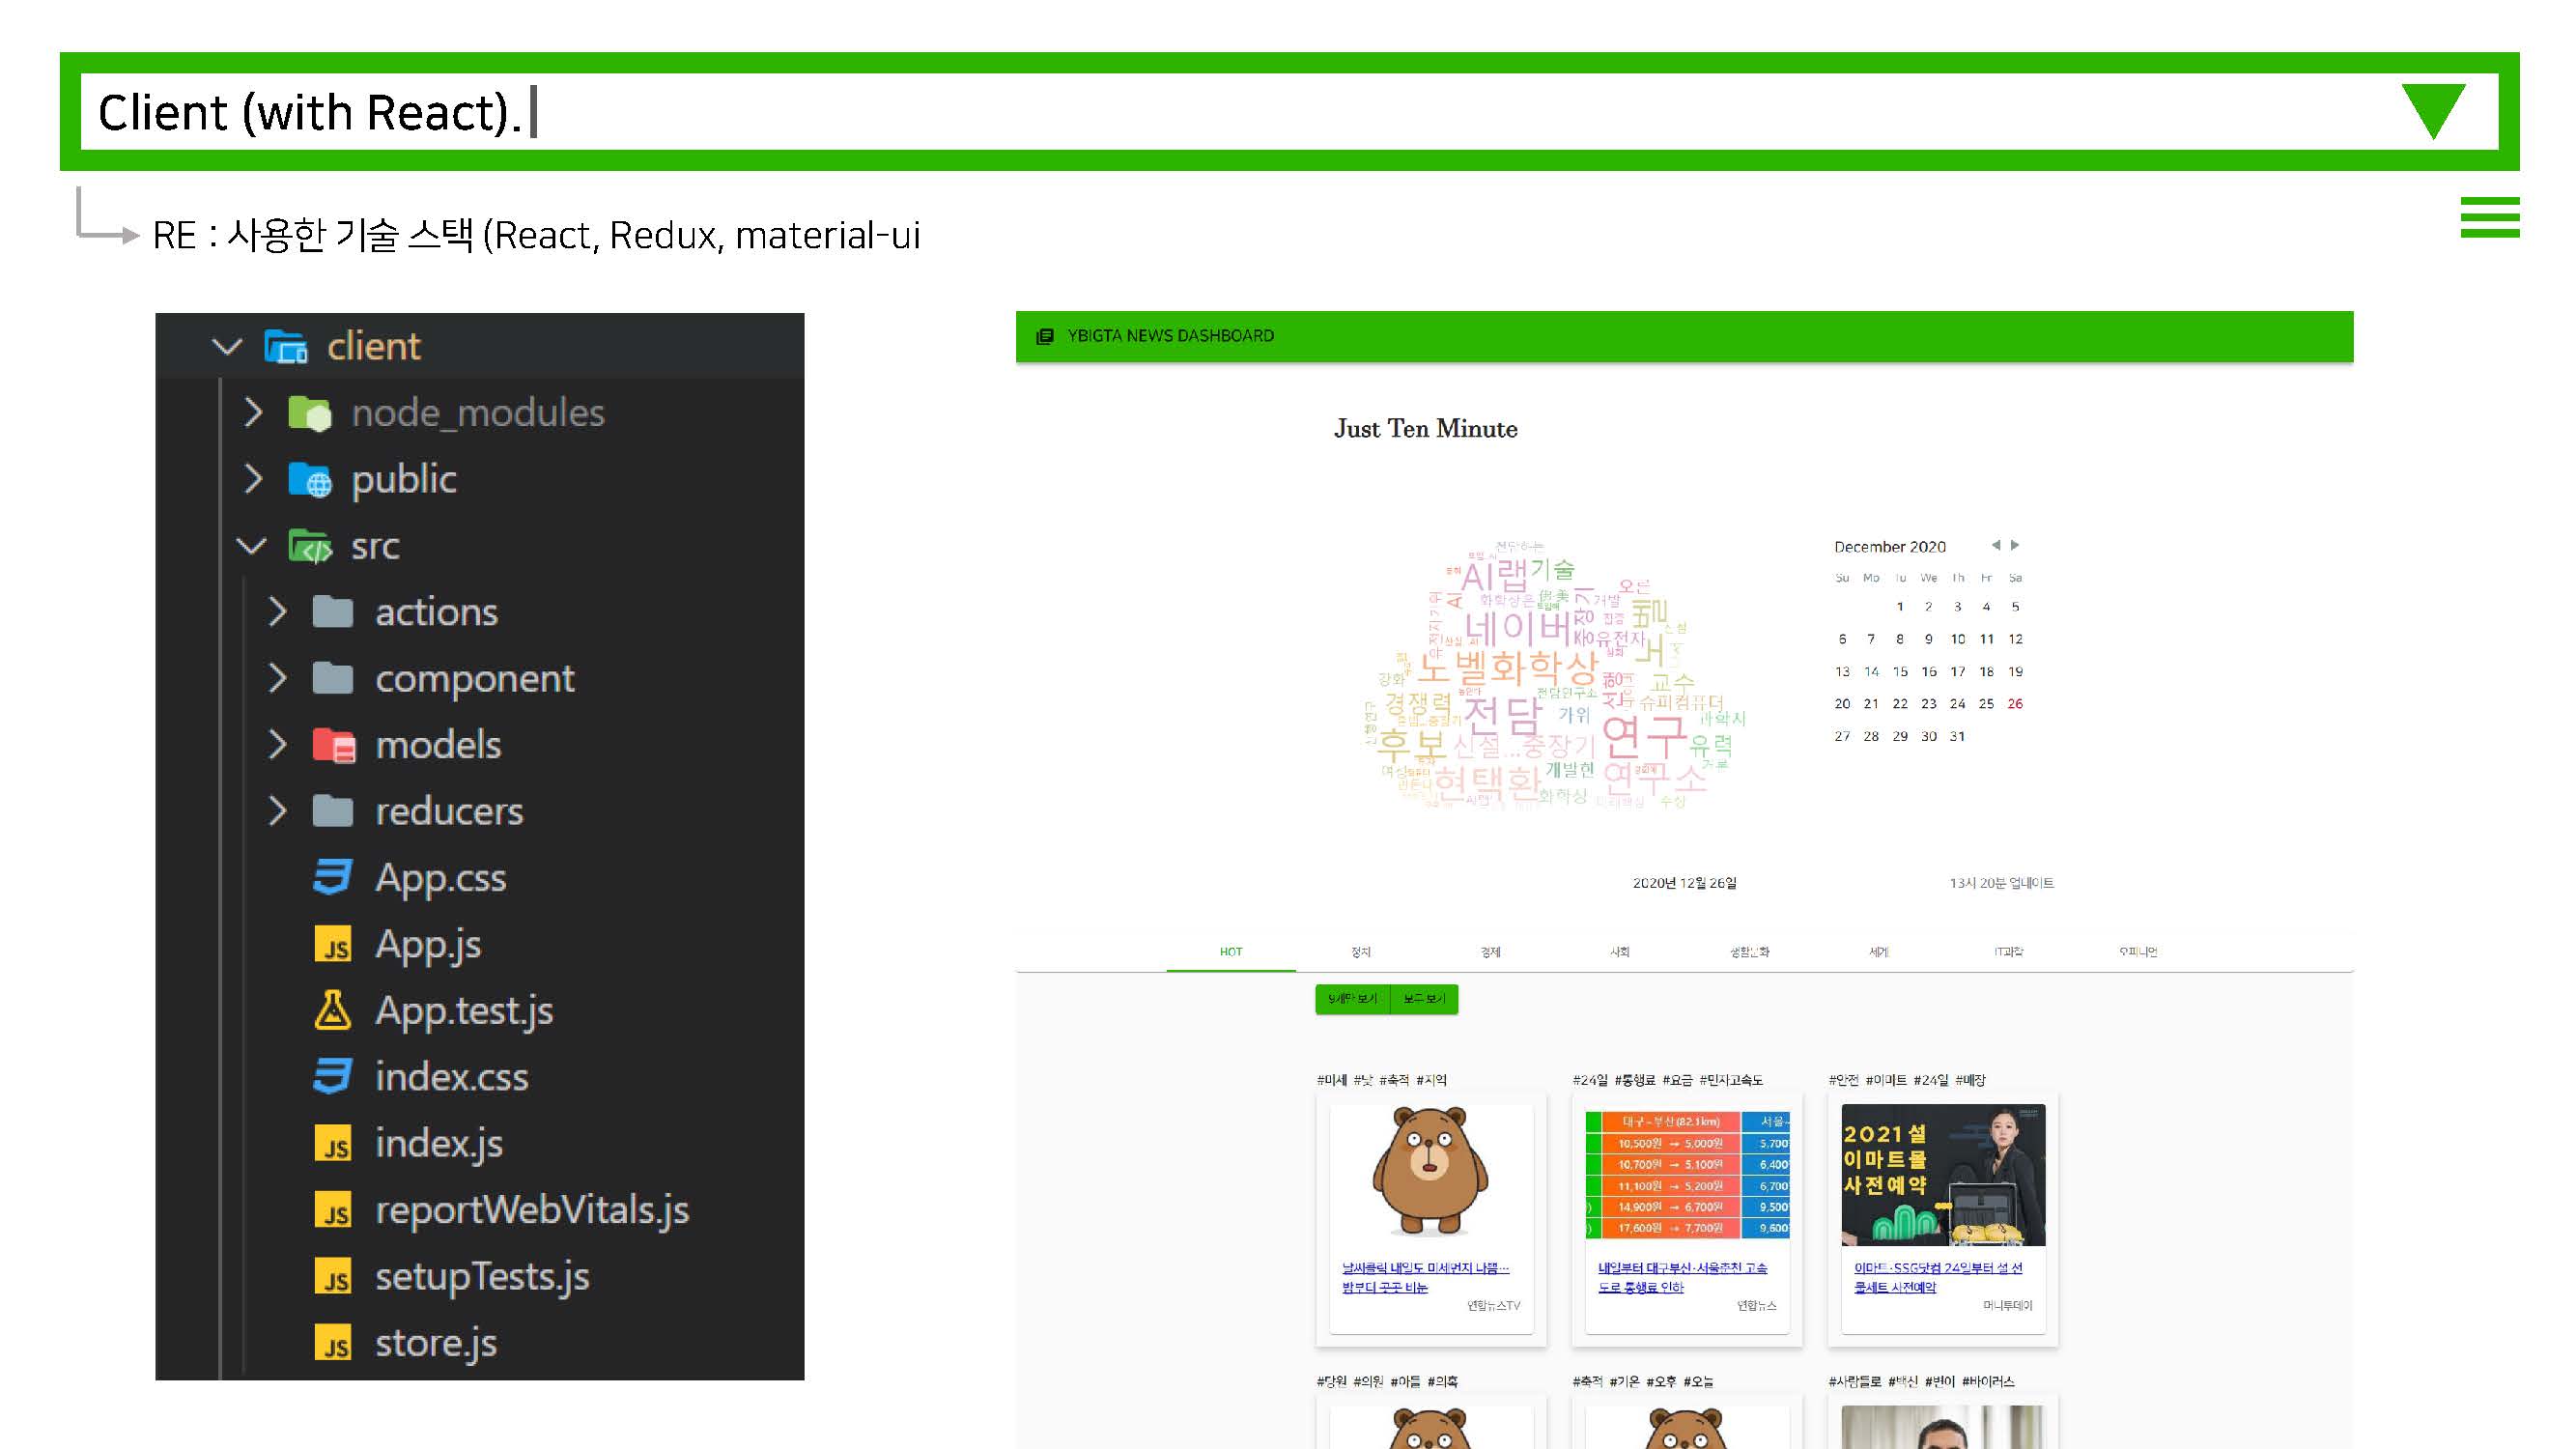 Client (with React).
RE : 사용한 기술 스택 (React, Redux, material-ui
client
node_modules
public
src
actions
component
models
reducers
App.css
App.js
App.test.js
index.css
index.js
reportWebVitals.js
setupTests.js
store.js
YBIGTA NEWS DASHBOARD
Just Ten Minute
AI랩 기술
네이버
유전자
노벨화학상
교수
경쟁력 전담 가위 슈퍼컴퓨터
후보 신설...중장기 연구 유력
현택환 개발현 연구소
화학상
December 2020
Su Mo Tu We Th Fr Sa
1 2 3 4 5
6 7 8 9 10 11 12
13 14 15 16 17 18 19
20 21 22 23 24 25 26
27 28 29 30 31
2020년 12월 26일
13시 20분 업데이트
HOT 정치 경제 사회 생활문화 세계 IT과학 오피니언
9개만 보기 모두 보기
#미세 #낮 #축적 #지역
날씨클릭 내일도 미세먼지 나쁨…
밤부터 곳곳 비눈
연합뉴스TV
#24일 #통행료 #요금 #민자고속도
대구~부산(82.1km) 서울~
10,500원 → 5,000원 5,700
10,700원 → 5,100원 6,400
11,100원 → 5,200원 6,700
14,900원 → 6,700원 9,500
17,600원 → 7,700원 9,600
내일부터 대구부산·서울춘천 고속
도로 통행료 인하
연합뉴스
#안전 #이마트 #24일 #매장
2021 설
이마트몰
사전예약
이마트·SSG닷컴 24일부터 설 선
물세트 사전예약
머니투데이
#당원 #의원 #아들 #의혹
#축적 #기온 #오후 #오늘
#사람들로 #백신 #변이 #바이러스